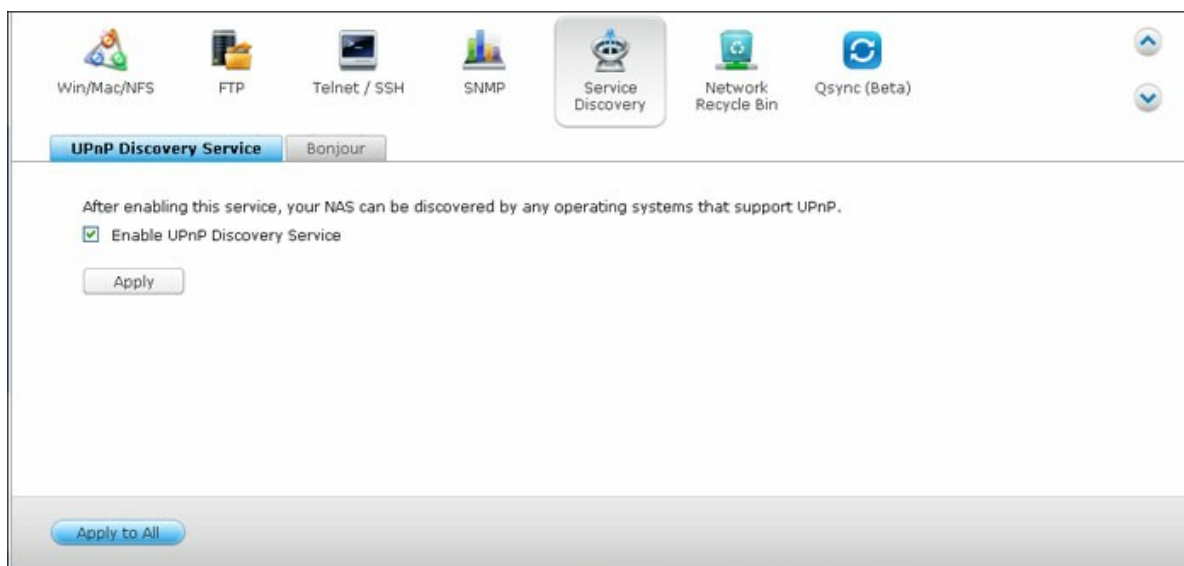 Win/Mac/NFS
FTP
Telnet / SSH
SNMP
Service
Discovery
Network
Recycle Bin
Qsync (Beta)
UPnP Discovery Service
Bonjour
After enabling this service, your NAS can be discovered by any operating systems that support UPnP.
Enable UPnP Discovery Service
Apply
Apply to All